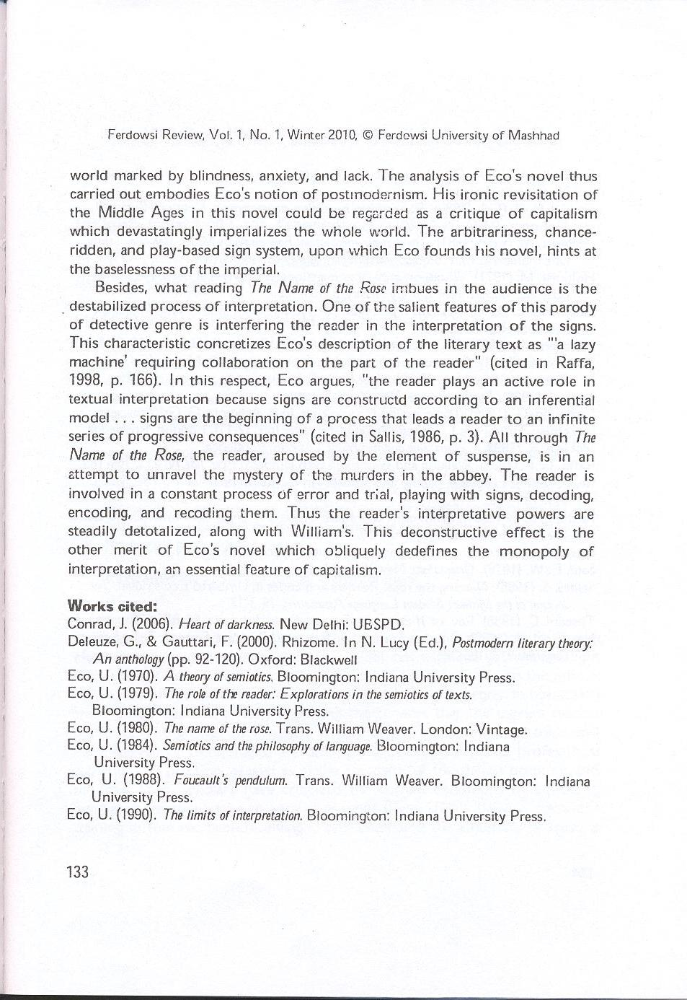 Ferdowsi Review, Vol. 1, No. 1, Winter 2010, © Ferdowsi University of Mashhad
world marked by blindness, anxiety, and lack. The analysis of Eco's novel thus
carried out embodies Eco's notion of postmodernism. His ironic revisitation of
the Middle Ages in this novel could be regarded as a critique of capitalism
which devastatingly imperializes the whole world. The arbitrariness, chance-
ridden, and play-based sign system, upon which Eco founds his novel, hints at
the baselessness of the imperial.
Besides, what reading The Name of the Rose imbues in the audience is the
destabilized process of interpretation. One of the salient features of this parody
of detective genre is interfering the reader in the interpretation of the signs.
This characteristic concretizes Eco's description of the literary text as "'a lazy
machine' requiring collaboration on the part of the reader" (cited in Raffa,
1998, p. 166). In this respect, Eco argues, "the reader plays an active role in
textual interpretation because signs are constructd according to an inferential
model . . . signs are the beginning of a process that leads a reader to an infinite
series of progressive consequences" (cited in Sallis, 1986, p. 3). All through The
Name of the Rose, the reader, aroused by the element of suspense, is in an
attempt to unravel the mystery of the murders in the abbey. The reader is
involved in a constant process of error and trial, playing with signs, decoding,
encoding, and recoding them. Thus the reader's interpretative powers are
steadily detotalized, along with William's. This deconstructive effect is the
other merit of Eco's novel which obliquely dedefines the monopoly of
interpretation, an essential feature of capitalism.
Works cited:
Conrad, J. (2006). Heart of darkness. New Delhi: UBSPD.
Deleuze, G., & Gauttari, F. (2000). Rhizome. In N. Lucy (Ed.), Postmodern literary theory:
An anthology (pp. 92-120). Oxford: Blackwell
Eco, U. (1970). A theory of semiotics. Bloomington: Indiana University Press.
Eco, U. (1979). The role of the reader: Explorations in the semiotics of texts.
Bloomington: Indiana University Press.
Eco, U. (1980). The name of the rose. Trans. William Weaver. London: Vintage.
Eco, U. (1984). Semiotics and the philosophy of language. Bloomington: Indiana
University Press.
Eco, U. (1988). Foucault's pendulum. Trans. William Weaver. Bloomington: Indiana
University Press.
Eco, U. (1990). The limits of interpretation. Bloomington: Indiana University Press.
133